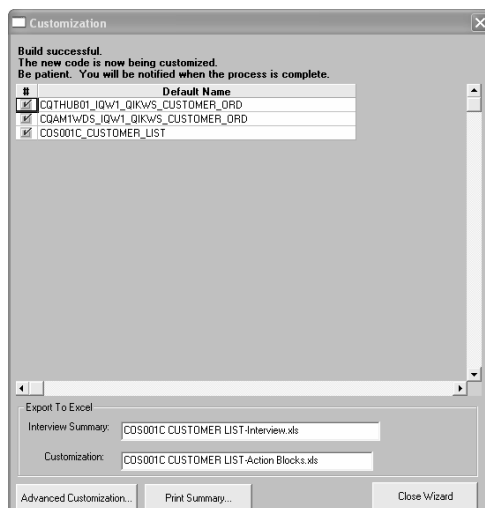 Customization
Build successful.
The new code is now being customized.
Be patient. You will be notified when the process is complete.
# Default Name
CQTHUB01_IQW1_QIKWS_CUSTOMER_ORD
CQAM1WDS_IQW1_QIKWS_CUSTOMER_ORD
COS001C_CUSTOMER_LIST
Export To Excel
Interview Summary: COS001C CUSTOMER LIST-Interview.xls
Customization: COS001C CUSTOMER LIST-Action Blocks.xls
Advanced Customization... Print Summary... Close Wizard